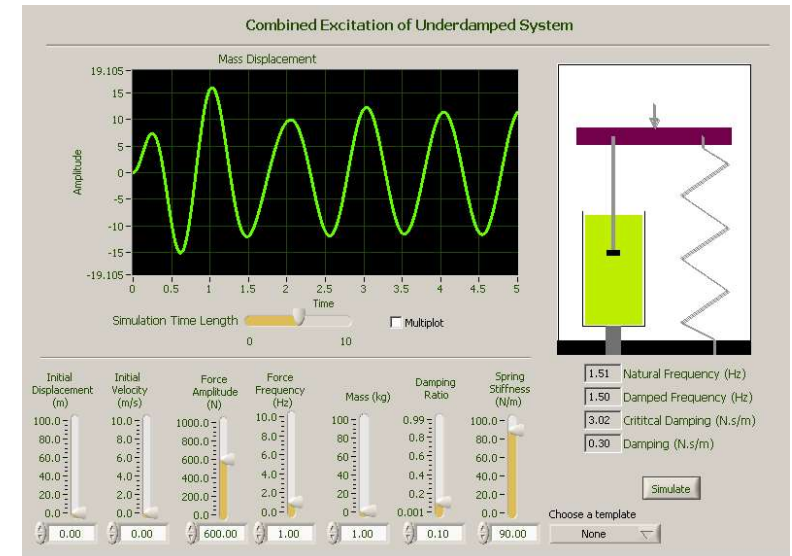 Combined Excitation of Underdamped System
Mass Displacement
19.105
15
10
5
0
-5
-10
-15
-19.105
Amplitude
0 0.5 1 1.5 2 2.5 3 3.5 4 4.5 5
Time
Simulation Time Length
0 10
Multiplot
1.51 Natural Frequency (Hz)
1.50 Damped Frequency (Hz)
3.02 Crititcal Damping (N.s/m)
0.30 Damping (N.s/m)
Simulate
Choose a template
None
Initial
Displacement
(m)
100.0
80.0
60.0
40.0
20.0
0.0
0.00
Initial
Velocity
(m/s)
10.0
8.0
6.0
4.0
2.0
0.0
0.00
Force
Amplitude
(N)
1000.0
800.0
600.0
400.0
200.0
0.0
600.00
Force
Frequency
(Hz)
10.0
8.0
6.0
4.0
2.0
0.0
1.00
Mass (kg)
100
80
60
40
20
0
1.00
Damping
Ratio
0.99
0.8
0.6
0.4
0.2
0.001
0.10
Spring
Stiffness
(N/m)
100.0
80.0
60.0
40.0
20.0
0.0
90.00